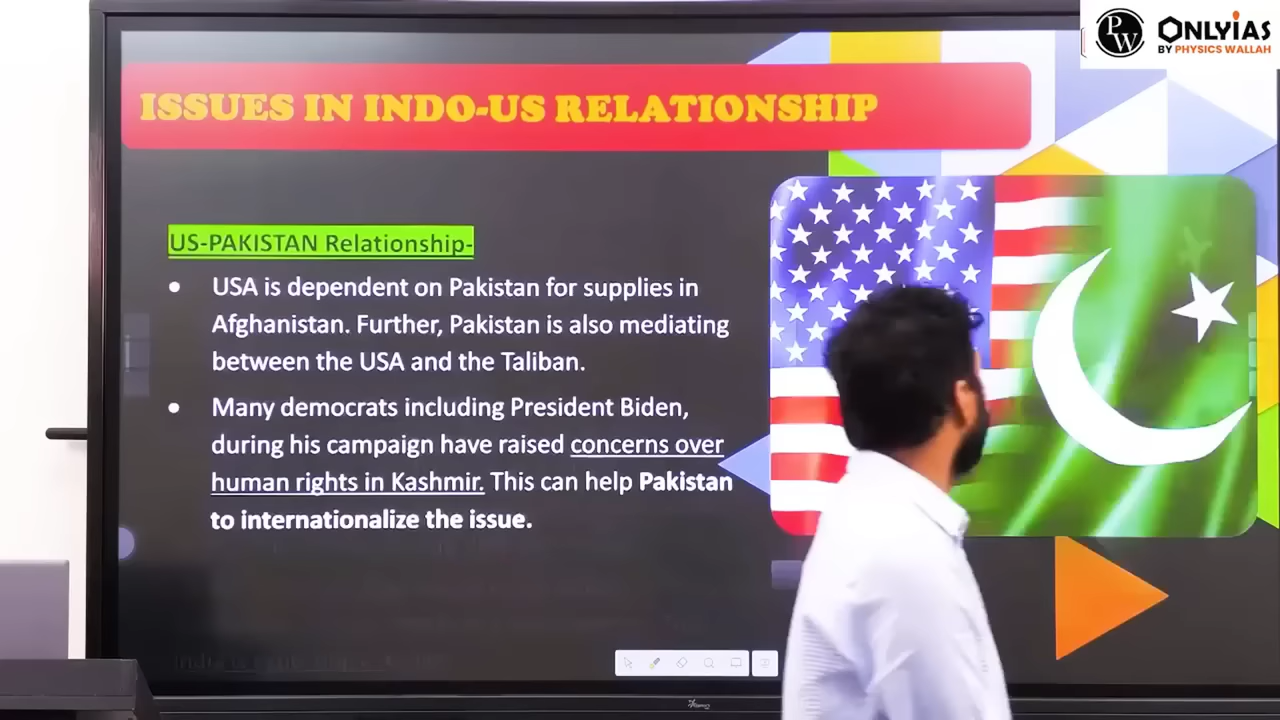 PW
ONLYIAS
BY PHYSICS WALLAH
ISSUES IN INDO-US RELATIONSHIP
US-PAKISTAN Relationship-
• USA is dependent on Pakistan for supplies in
Afghanistan. Further, Pakistan is also mediating
between the USA and the Taliban.
• Many democrats including President Biden,
during his campaign have raised concerns over
human rights in Kashmir. This can help Pakistan
to internationalize the issue.